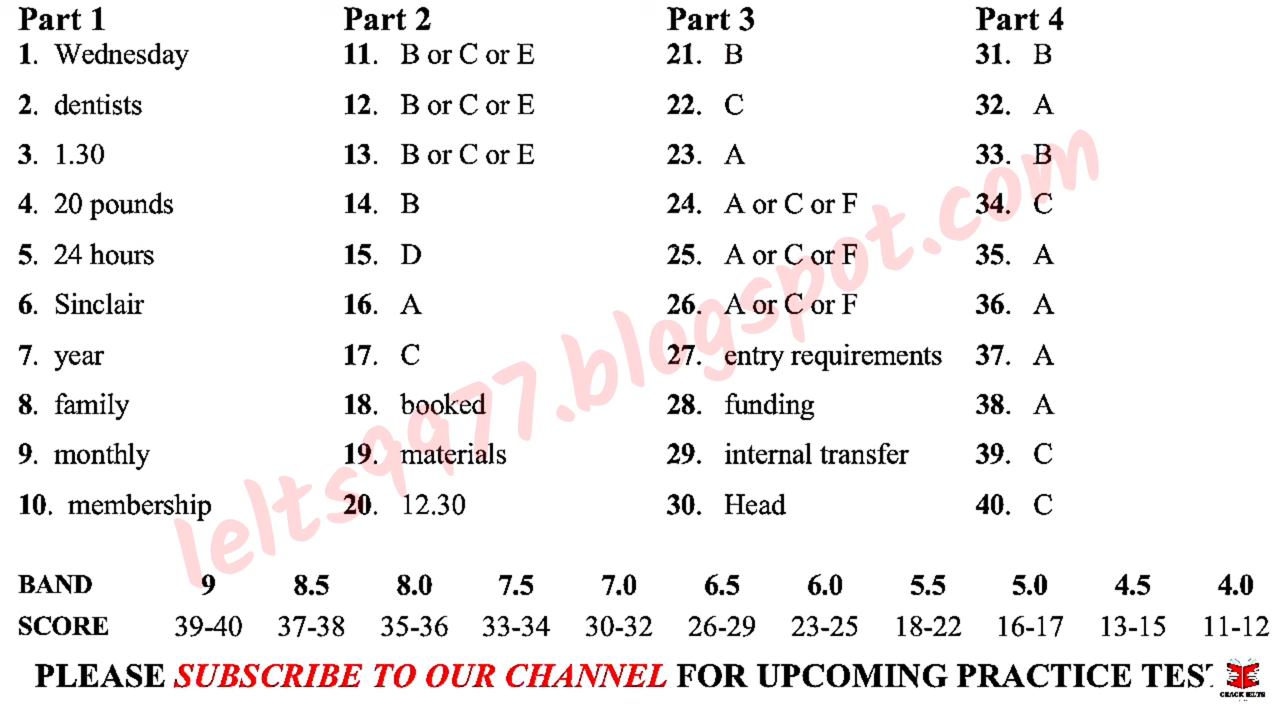 Part 1 Part 2 Part 3 Part 4
1. Wednesday 11. B or C or E 21. B 31. B
2. dentists 12. B or C or E 22. C 32. A
3. 1.30 13. B or C or E 23. A 33. B
4. 20 pounds 14. B 24. A or C or F 34. C
5. 24 hours 15. D 25. A or C or F 35. A
6. Sinclair 16. A 26. A or C or F 36. A
7. year 17. C 27. entry requirements 37. A
8. family 18. booked 28. funding 38. A
9. monthly 19. materials 29. internal transfer 39. C
10. membership 20. 12.30 30. Head 40. C
Ielts9977.blogspot.com
BAND 9 8.5 8.0 7.5 7.0 6.5 6.0 5.5 5.0 4.5 4.0
SCORE 39-40 37-38 35-36 33-34 30-32 26-29 23-25 18-22 16-17 13-15 11-12
PLEASE SUBSCRIBE TO OUR CHANNEL FOR UPCOMING PRACTICE TEST
CRACK IELTS